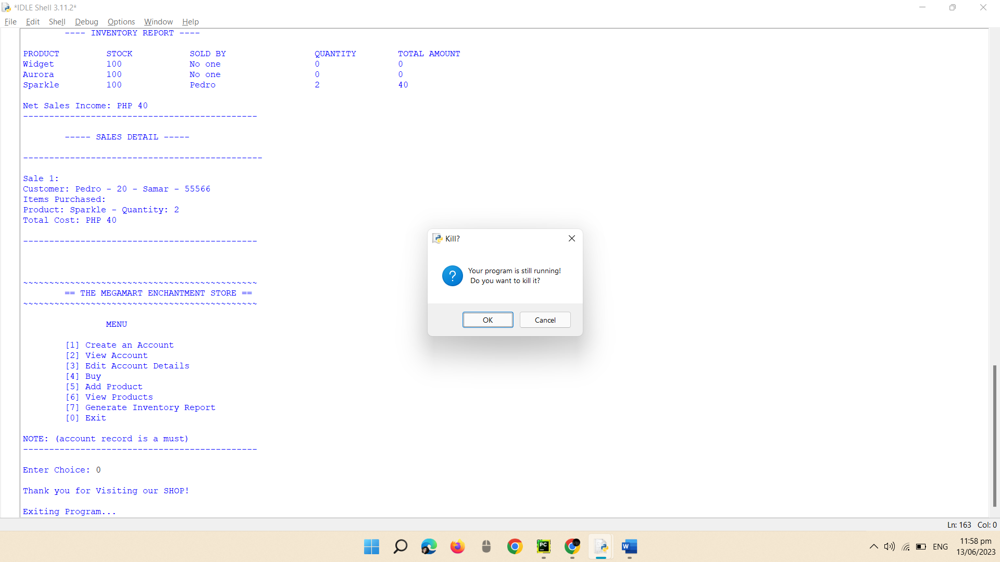 *IDLE Shell 3.11.2*
File Edit Shell Debug Options Window Help
---- INVENTORY REPORT ----
PRODUCT STOCK SOLD BY QUANTITY TOTAL AMOUNT
Widget 100 No one 0 0
Aurora 100 No one 0 0
Sparkle 100 Pedro 2 40
Net Sales Income: PHP 40
---------------------------------------------
----- SALES DETAIL -----
----------------------------------------------
Sale 1:
Customer: Pedro - 20 - Samar - 55566
Items Purchased:
Product: Sparkle - Quantity: 2
Total Cost: PHP 40
---------------------------------------------
~~~~~~~~~~~~~~~~~~~~~~~~~~~~~~~~~~~~~~~~~~~~~
== THE MEGAMART ENCHANTMENT STORE ==
~~~~~~~~~~~~~~~~~~~~~~~~~~~~~~~~~~~~~~~~~~~~~
MENU
[1] Create an Account
[2] View Account
[3] Edit Account Details
[4] Buy
[5] Add Product
[6] View Products
[7] Generate Inventory Report
[0] Exit
NOTE: (account record is a must)
---------------------------------------------
Enter Choice: 0
Thank you for Visiting our SHOP!
Exiting Program...
Kill?
Your program is still running!
Do you want to kill it?
OK Cancel
Ln: 163 Col: 0
PC
W
ENG
11:58 pm
13/06/2023